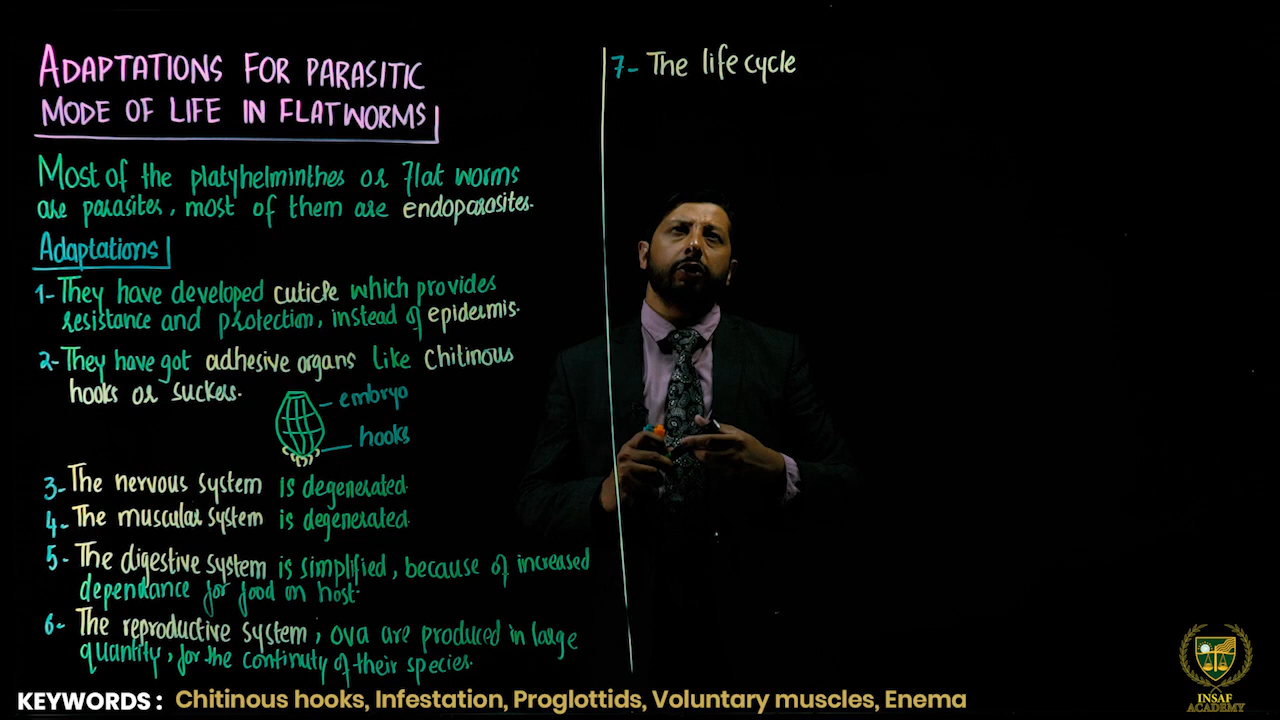 ADAPTATIONS FOR PARASITIC
MODE OF LIFE IN FLATWORMS
Most of the platyhelminthes or flat worms
are parasites, most of them are endoparasites.
Adaptations
1- They have developed cuticle which provides
resistance and protection, instead of epidermis.
2- They have got adhesive organs like chitinous
hooks or suckers.
embryo
hooks
3- The nervous system is degenerated.
4- The muscular system is degenerated.
5- The digestive system is simplified, because of increased
dependance for food on host.
6- The reproductive system, ova are produced in large
quantity, for the continuity of their species.
7- The life cycle
KEYWORDS : Chitinous hooks, Infestation, Proglottids, Voluntary muscles, Enema
INSAF
ACADEMY